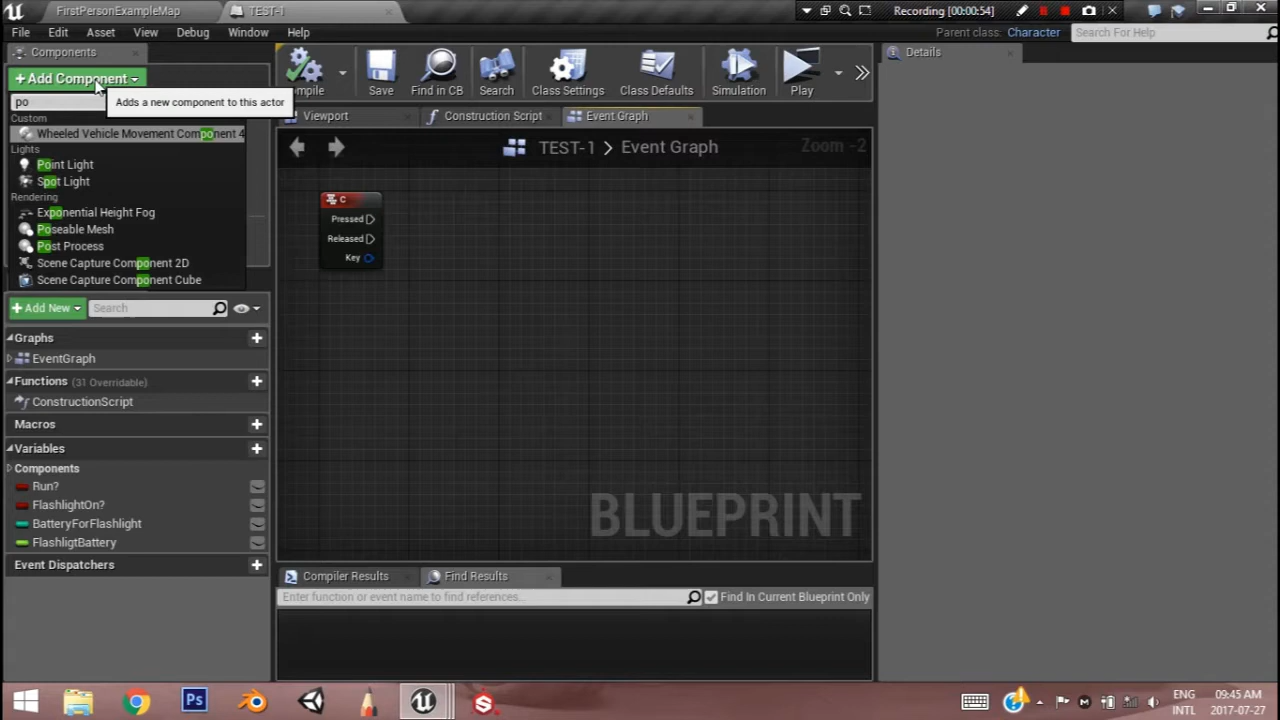 FirstPersonExampleMap
TEST-1
Recording [00:00:54]
File Edit Asset View Debug Window Help
Parent class: Character
Search For Help
Components
+Add Component
po
Adds a new component to this actor
Custom
Wheeled Vehicle Movement Component 4
Lights
Point Light
Spot Light
Rendering
Exponential Height Fog
Poseable Mesh
Post Process
Scene Capture Component 2D
Scene Capture Component Cube
+Add New
Search
Graphs
EventGraph
Functions (31 Overridable)
ConstructionScript
Macros
Variables
Components
Run?
FlashlightOn?
BatteryForFlashlight
FlashligtBattery
Event Dispatchers
mpile
Save
Find in CB
Search
Class Settings
Class Defaults
Simulation
Play
Viewport
Construction Script
Event Graph
TEST-1 > Event Graph
Zoom -2
C
Pressed
Released
Key
BLUEPRINT
Compiler Results
Find Results
Enter function or event name to find references...
Find In Current Blueprint Only
Details
Ps
ENG
INTL
09:45 AM
2017-07-27